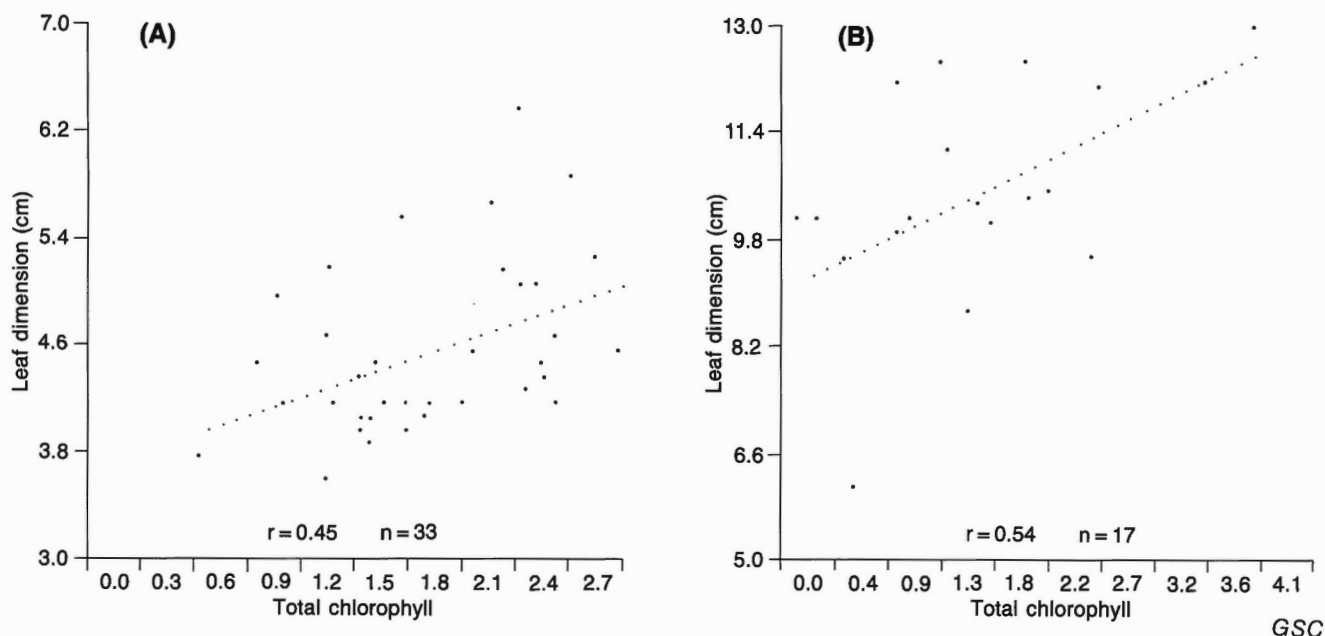 (A)
Leaf dimension (cm)
7.0
6.2
5.4
4.6
3.8
3.0
r=0.45 n=33
0.0 0.3 0.6 0.9 1.2 1.5 1.8 2.1 2.4 2.7
Total chlorophyll
(B)
Leaf dimension (cm)
13.0
11.4
9.8
8.2
6.6
5.0
r=0.54 n=17
0.0 0.4 0.9 1.3 1.8 2.2 2.7 3.2 3.6 4.1
Total chlorophyll
GSC